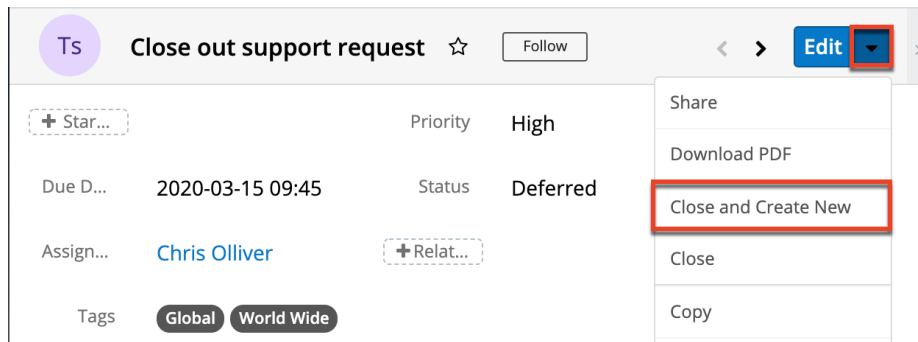 Ts Close out support request Follow Edit
Share
+ Star... Priority High
Download PDF
Due D... 2020-03-15 09:45 Status Deferred
Close and Create New
Assign... Chris Olliver + Relat...
Close
Tags Global World Wide
Copy